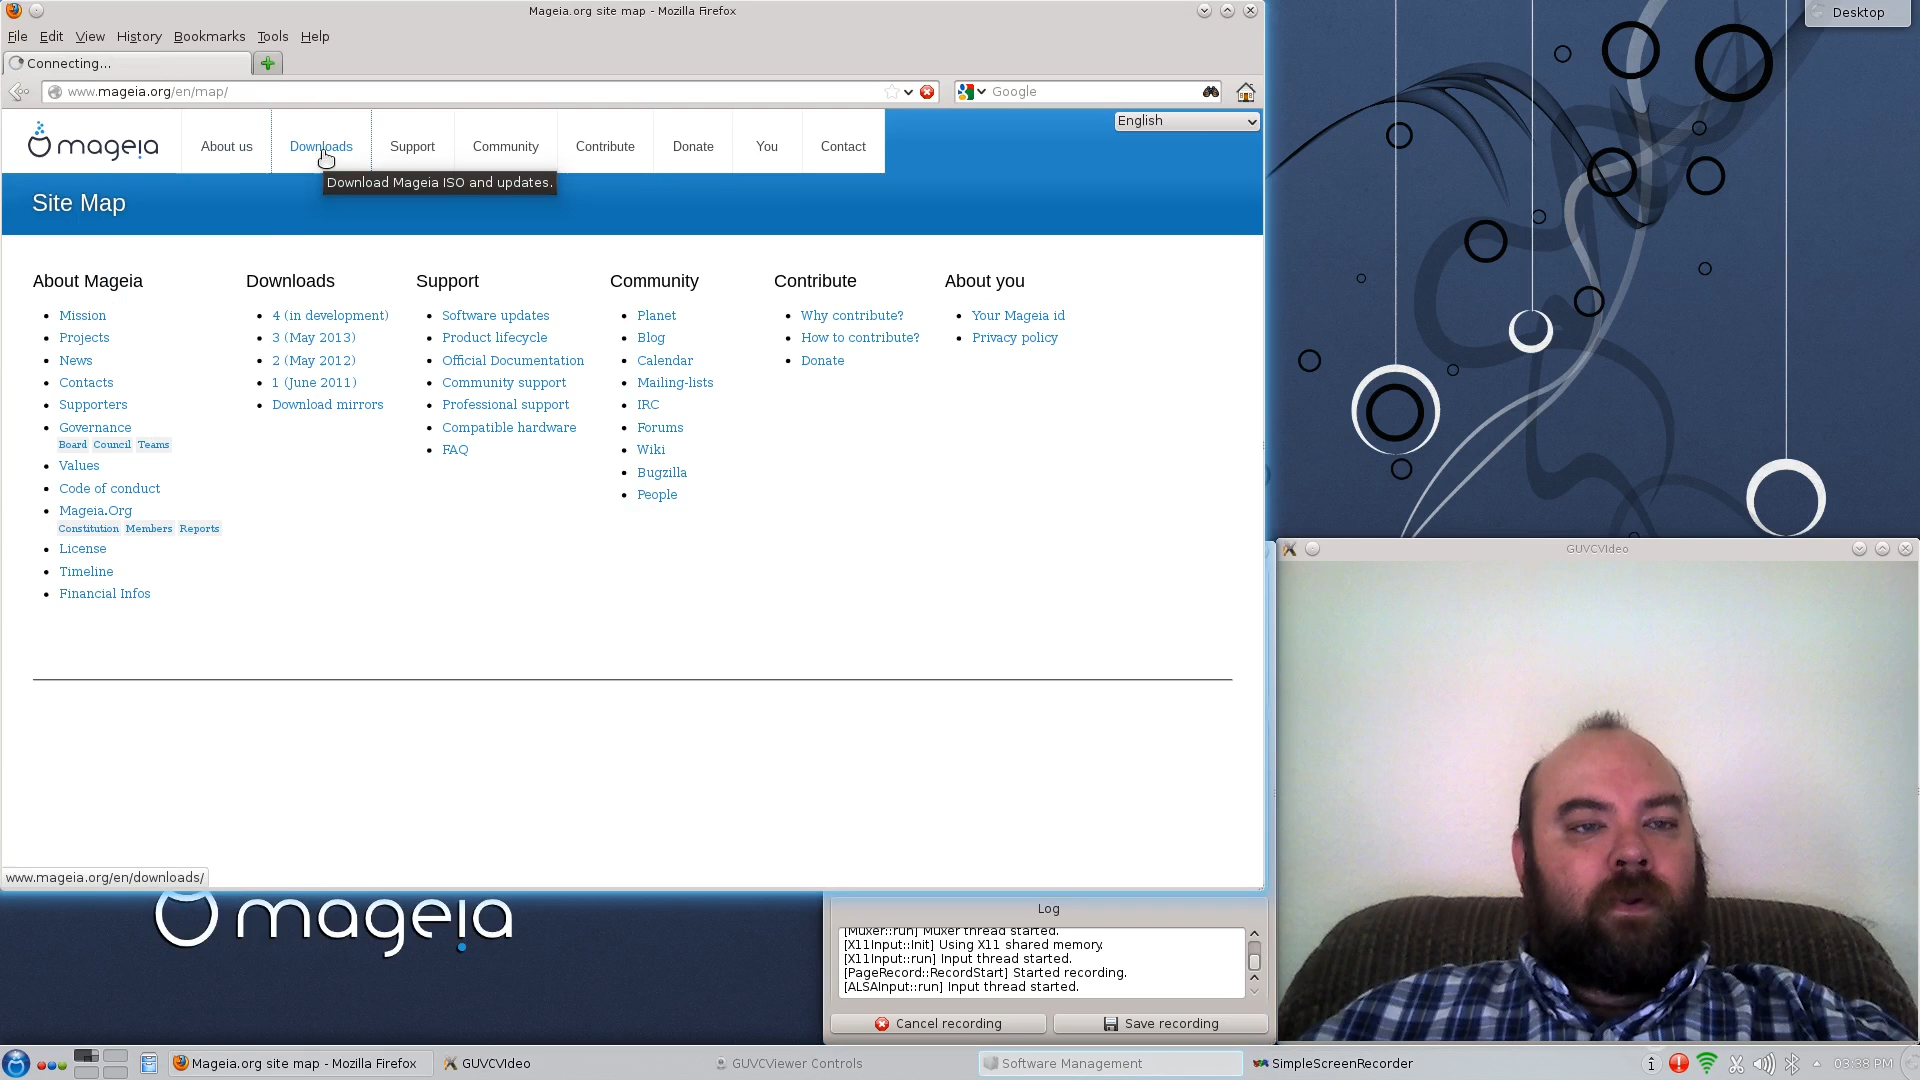 Mageia.org site map - Mozilla Firefox
Desktop
File Edit View History Bookmarks Tools Help
Connecting...
www.mageia.org/en/map/
Google
mageia
About us
Downloads
Support
Community
Contribute
Donate
You
Contact
English
Download Mageia ISO and updates.
Site Map
About Mageia
Mission
Projects
News
Contacts
Supporters
Governance
Board Council Teams
Values
Code of conduct
Mageia.Org
Constitution Members Reports
License
Timeline
Financial Infos
Downloads
4 (in development)
3 (May 2013)
2 (May 2012)
1 (June 2011)
Download mirrors
Support
Software updates
Product lifecycle
Official Documentation
Community support
Professional support
Compatible hardware
FAQ
Community
Planet
Blog
Calendar
Mailing-lists
IRC
Forums
Wiki
Bugzilla
People
Contribute
Why contribute?
How to contribute?
Donate
About you
Your Mageia id
Privacy policy
GUVCVideo
www.mageia.org/en/downloads/
mageia
Log
[Muxer::run] Muxer thread started.
[X11Input::Init] Using X11 shared memory.
[X11Input::run] Input thread started.
[PageRecord::RecordStart] Started recording.
[ALSAInput::run] Input thread started.
Cancel recording
Save recording
Mageia.org site map - Mozilla Firefox
GUVCVideo
GUVCViewer Controls
Software Management
SimpleScreenRecorder
03:38 PM